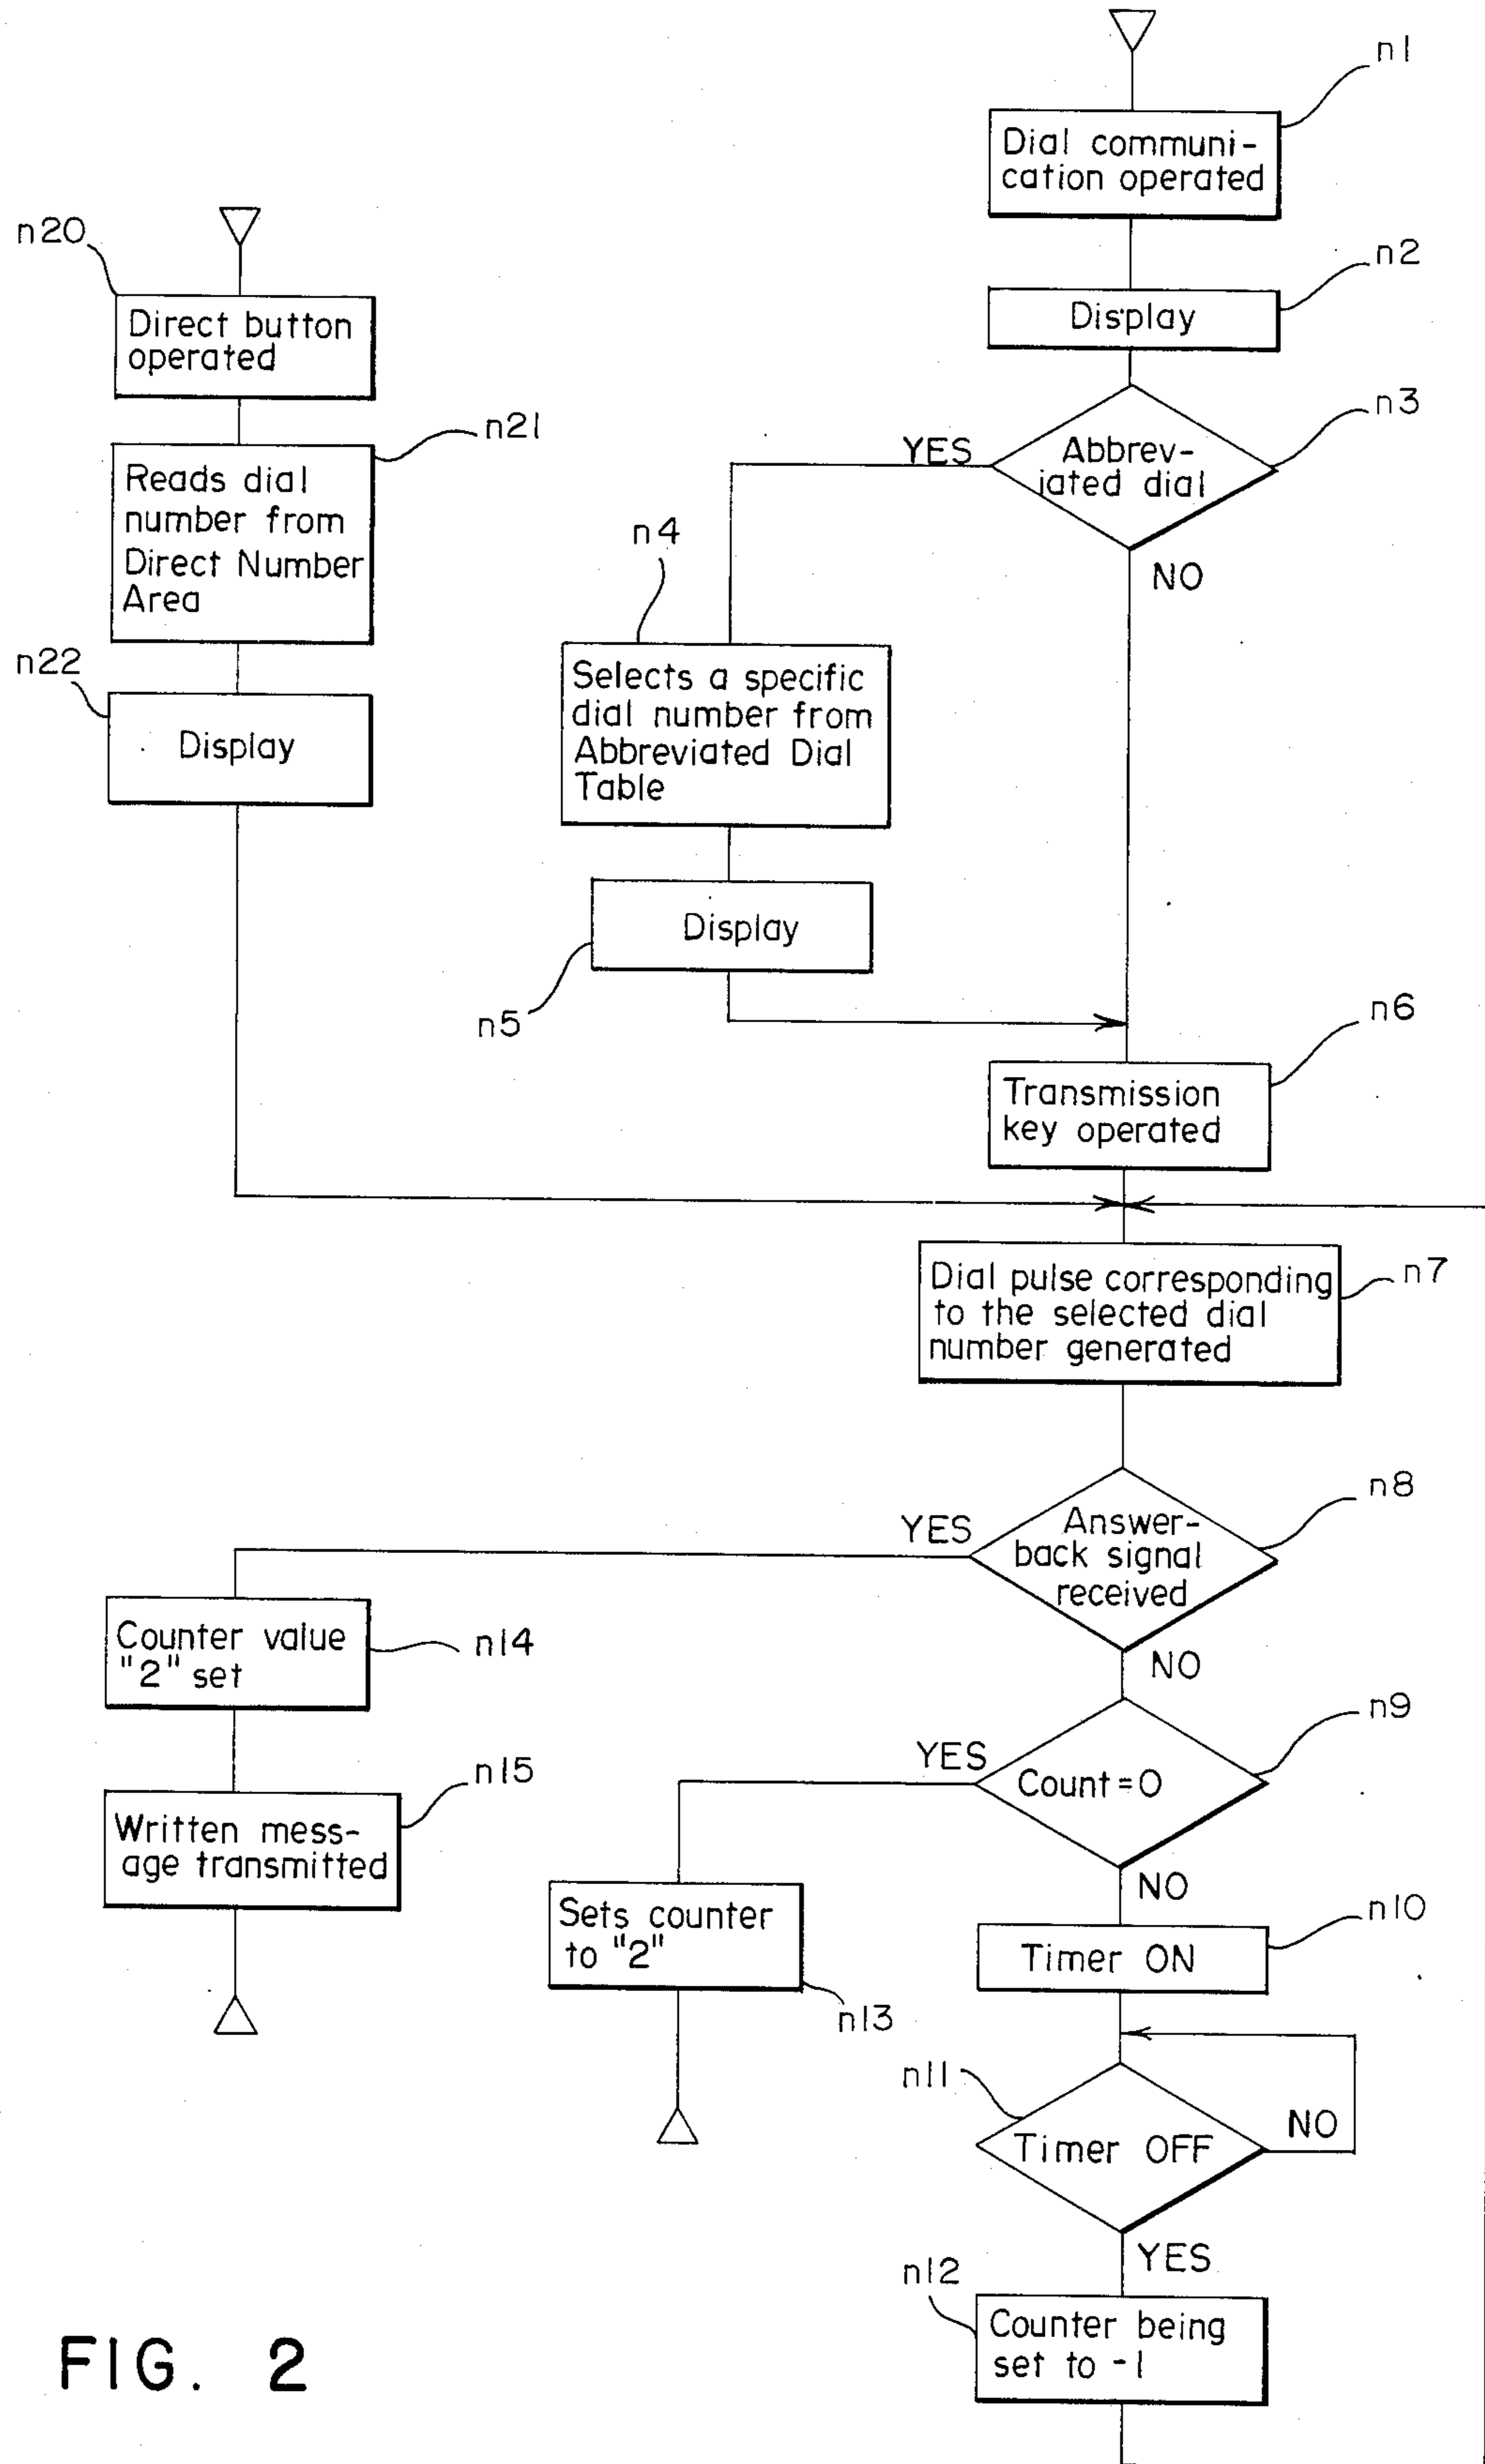 n1
Dial communi-
cation operated
n2
Display
n3
Abbrev-
iated dial
YES
NO
n4
Selects a specific
dial number from
Abbreviated Dial
Table
Display
n5
n20
Direct button
operated
n21
Reads dial
number from
Direct Number
Area
n22
Display
n6
Transmission
key operated
n7
Dial pulse corresponding
to the selected dial
number generated
n8
Answer-
back signal
received
YES
NO
n14
Counter value
"2" set
n15
Written mess-
age transmitted
n9
Count=0
YES
NO
Sets counter
to "2"
n13
n10
Timer ON
n11
Timer OFF
NO
YES
n12
Counter being
set to -1
FIG. 2